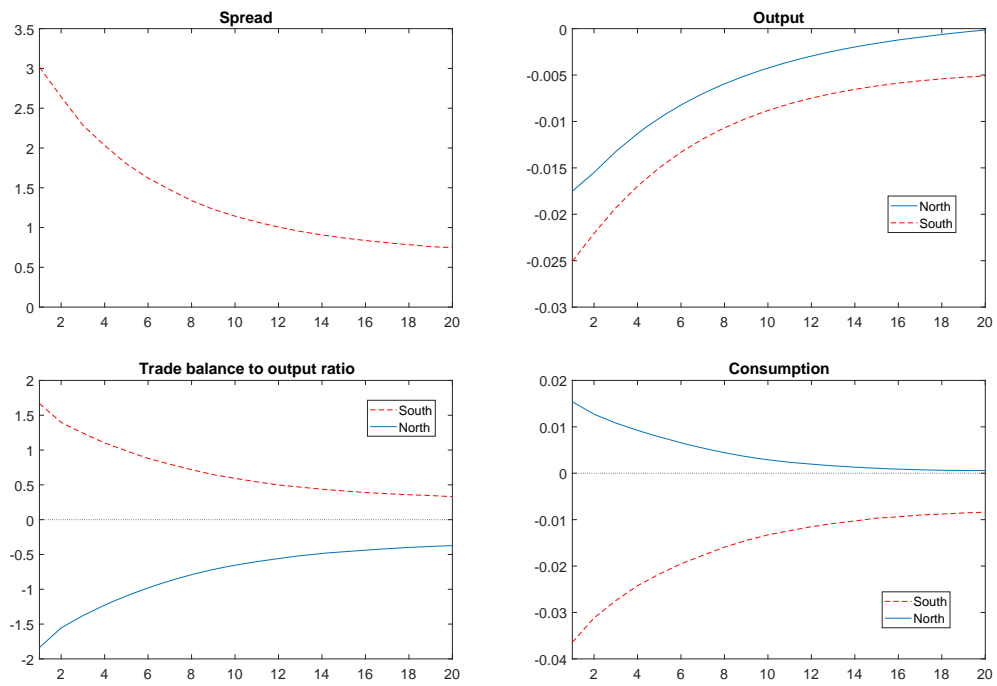 Spread
3.5
3
2.5
2
1.5
1
0.5
0
2 4 6 8 10 12 14 16 18 20
Output
0
-0.005
-0.01
-0.015
-0.02
-0.025
-0.03
North
South
2 4 6 8 10 12 14 16 18 20
Trade balance to output ratio
2
1.5
1
0.5
0
-0.5
-1
-1.5
-2
South
North
2 4 6 8 10 12 14 16 18 20
Consumption
0.02
0.01
0
-0.01
-0.02
-0.03
-0.04
South
North
2 4 6 8 10 12 14 16 18 20